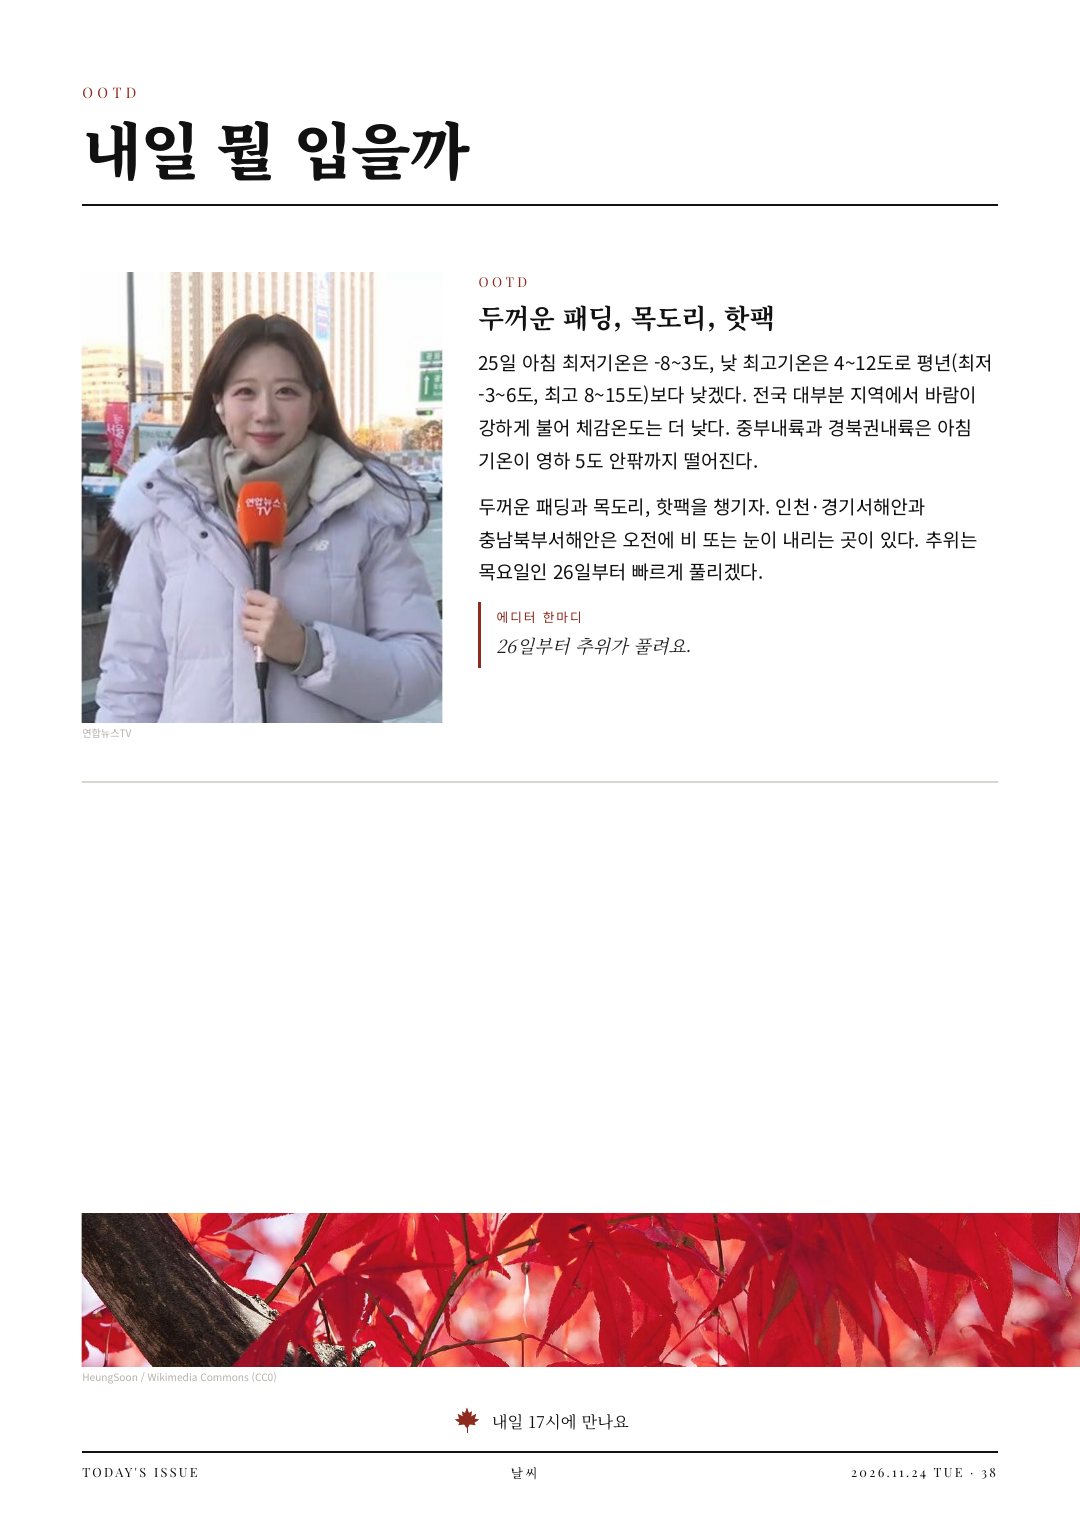 OOTD
내일 뭘 입을까
OOTD
두꺼운 패딩, 목도리, 핫팩
25일 아침 최저기온은 -8~3도, 낮 최고기온은 4~12도로 평년(최저
-3~6도, 최고 8~15도)보다 낮겠다. 전국 대부분 지역에서 바람이
강하게 불어 체감온도는 더 낮다. 중부내륙과 경북권내륙은 아침
기온이 영하 5도 안팎까지 떨어진다.
두꺼운 패딩과 목도리, 핫팩을 챙기자. 인천·경기서해안과
충남북부서해안은 오전에 비 또는 눈이 내리는 곳이 있다. 추위는
목요일인 26일부터 빠르게 풀리겠다.
에디터 한마디
26일부터 추위가 풀려요.
연합뉴스
TV
연합뉴스TV
HeungSoon / Wikimedia Commons (CC0)
내일 17시에 만나요
TODAY'S ISSUE
날씨
2026.11.24 TUE · 38